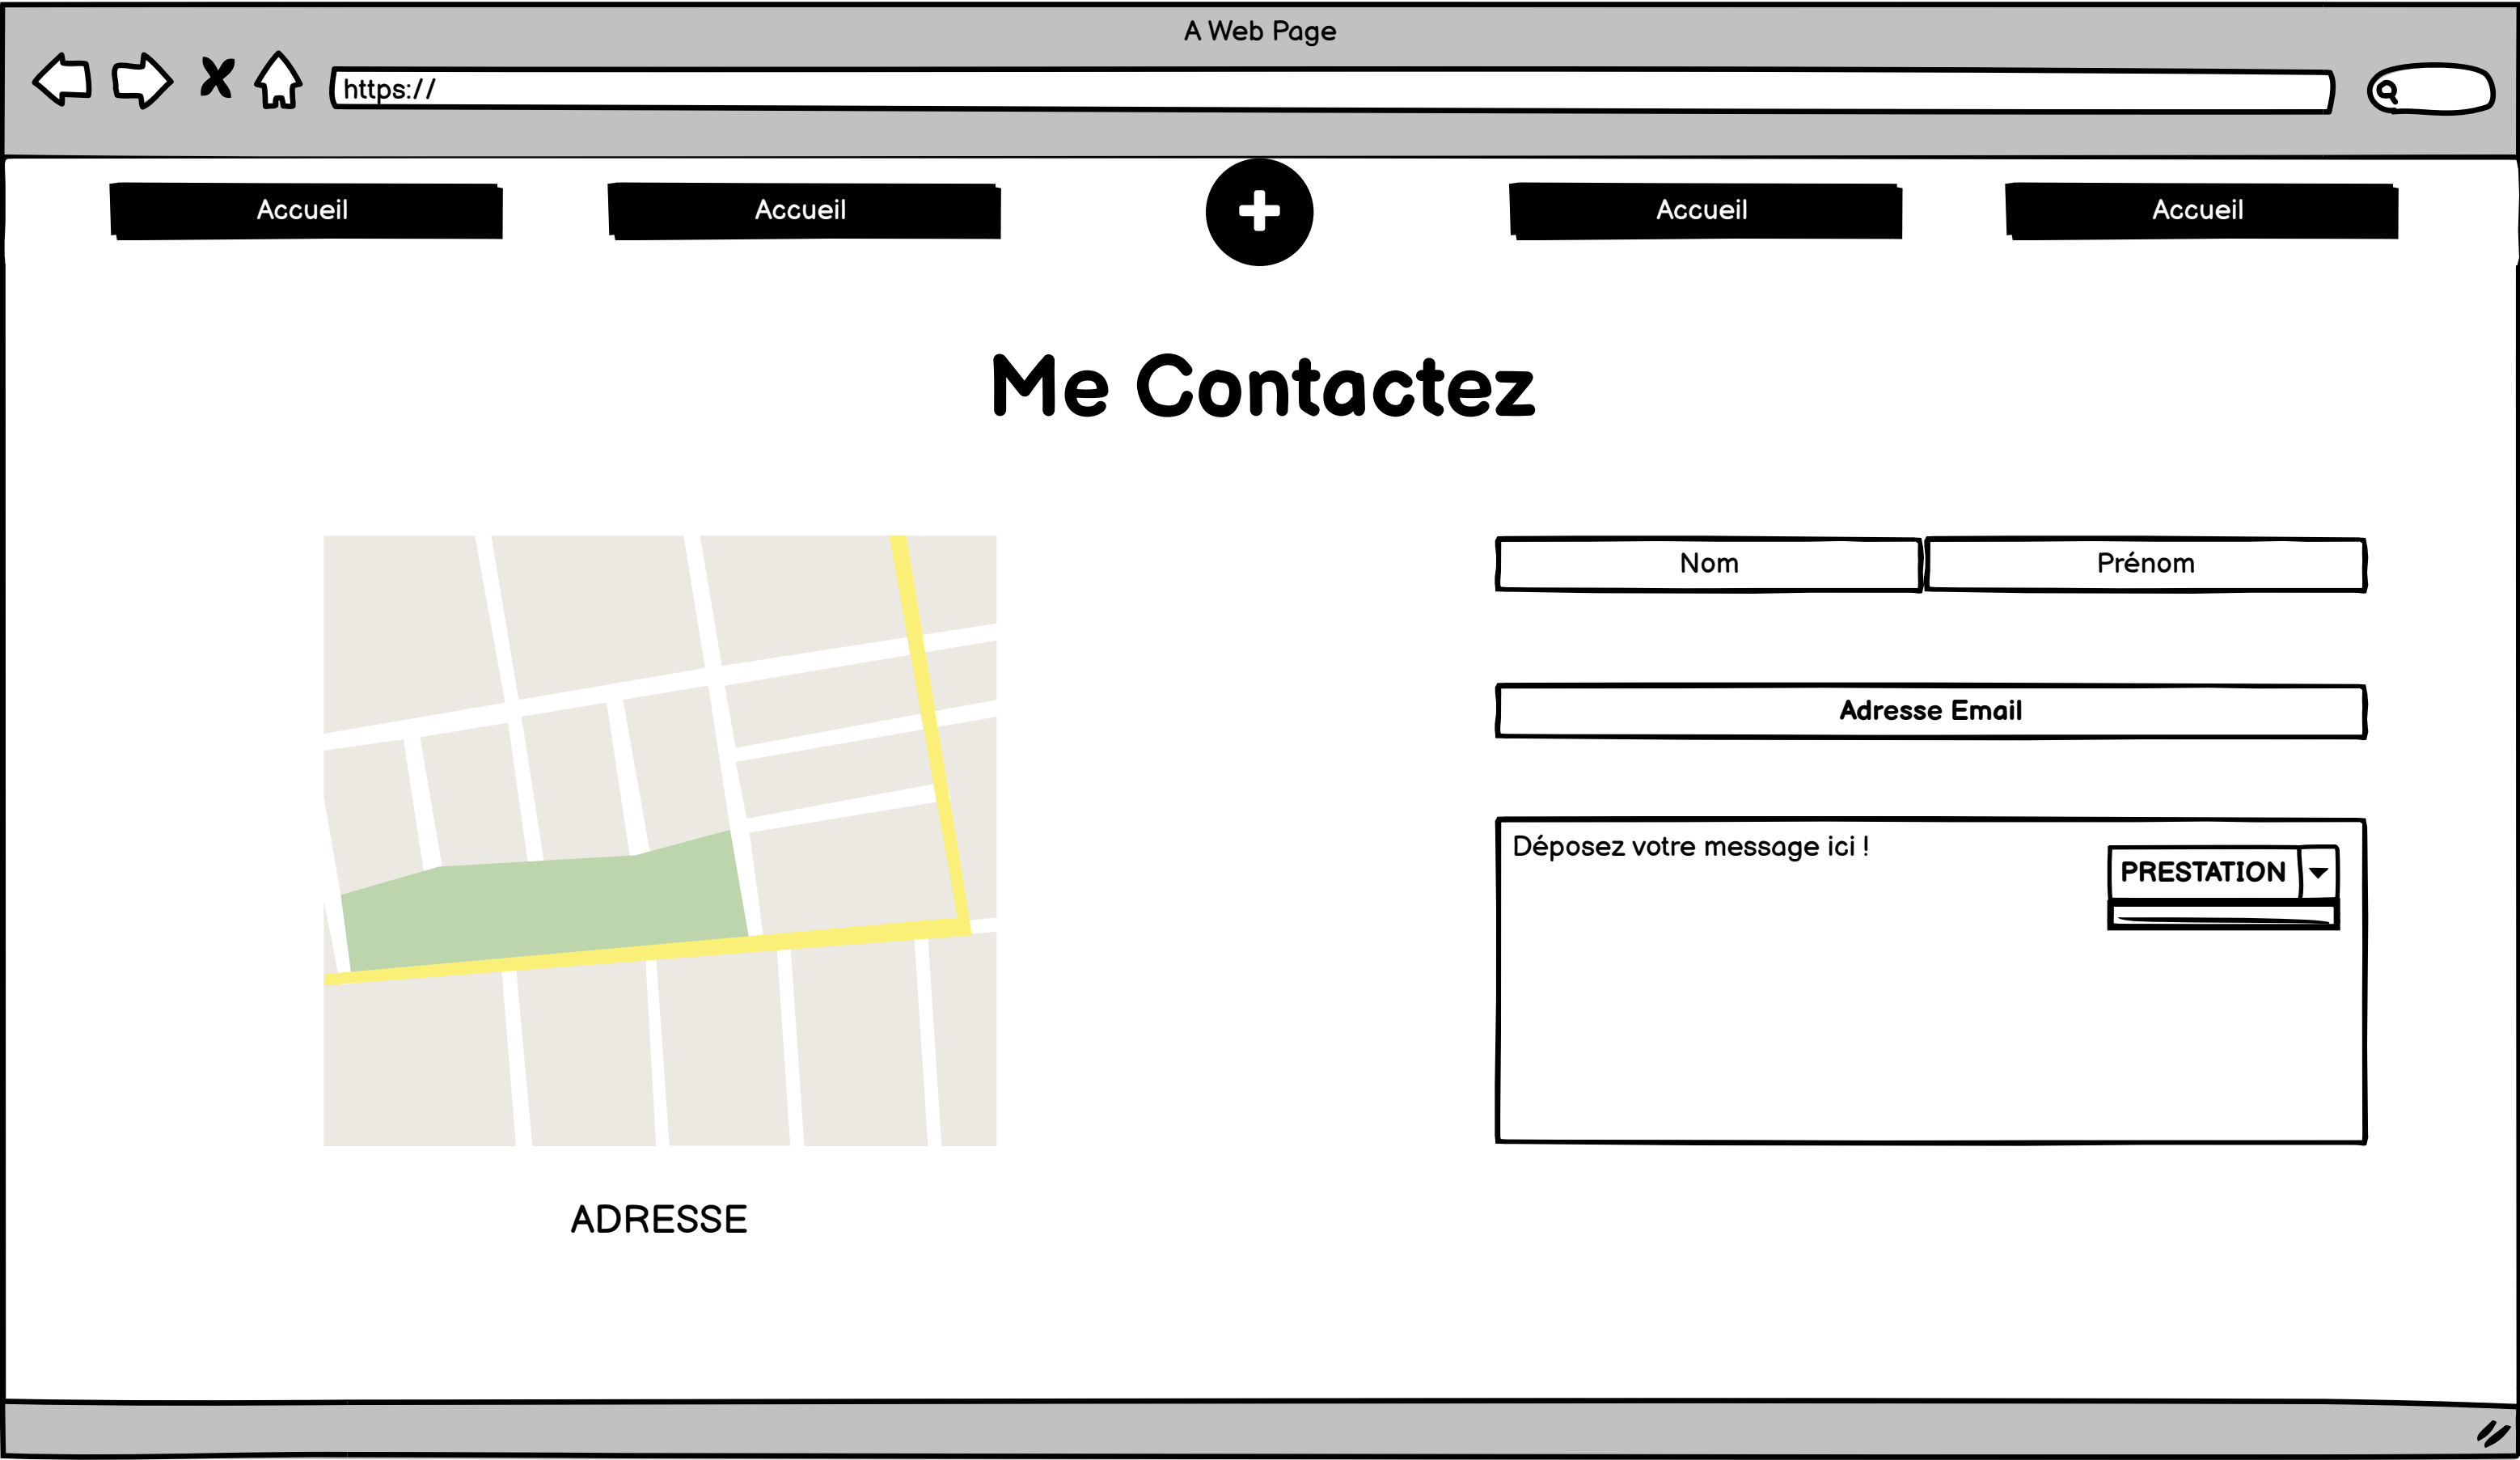 A Web Page
https://
Accueil
Accueil
Accueil
Accueil
Me Contactez
Nom
Prénom
Adresse Email
Déposez votre message ici !
PRESTATION
ADRESSE